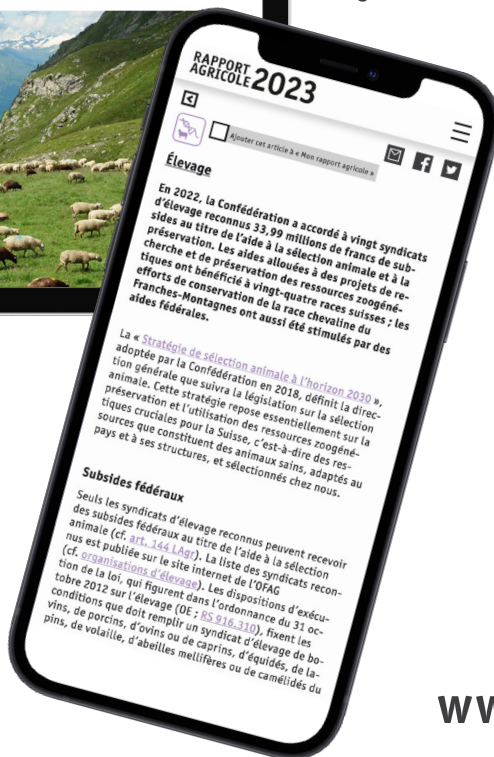 RAPPORT
AGRICOLE 2023
Ajouter cet article à « Mon rapport agricole »
Élevage
En 2022, la Confédération a accordé à vingt syndicats
d'élevage reconnus 33,99 millions de francs de sub-
sides au titre de l'aide à la sélection animale et à la
préservation. Les aides allouées à des projets de re-
cherche et de préservation des ressources zoogéné-
tiques ont bénéficié à vingt-quatre races suisses ; les
efforts de conservation de la race chevaline du
Franches-Montagnes ont aussi été stimulés par des
aides fédérales.
La « Stratégie de sélection animale à l'horizon 2030 »,
adoptée par la Confédération en 2018, définit la direc-
tion générale que suivra la législation sur la sélection
animale. Cette stratégie repose essentiellement sur la
préservation et l'utilisation des ressources zoogéné-
tiques cruciales pour la Suisse, c'est-à-dire des res-
sources que constituent des animaux sains, adaptés au
pays et à ses structures, et sélectionnés chez nous.
Subsides fédéraux
Seuls les syndicats d'élevage reconnus peuvent recevoir
des subsides fédéraux au titre de l'aide à la sélection
animale (cf. art. 144 LAgr). La liste des syndicats recon-
nus est publiée sur le site internet de l'OFAG
(cf. organisations d'élevage). Les dispositions d'exécu-
tion de la loi, qui figurent dans l'ordonnance du 31 oc-
tobre 2012 sur l'élevage (OE ; RS 916.310), fixent les
conditions que doit remplir un syndicat d'élevage de bo-
vins, de porcins, d'ovins ou de caprins, d'équidés, de la-
pins, de volaille, d'abeilles mellifères ou de camélidés du